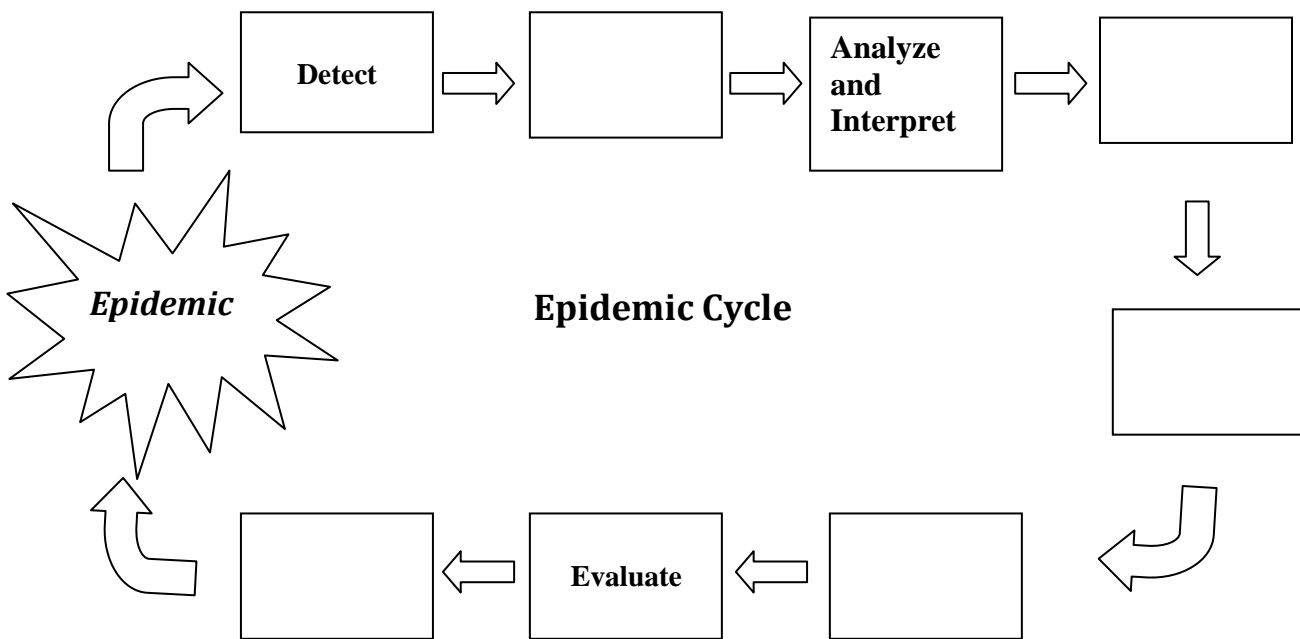 Detect
Analyze
and
Interpret
Epidemic
Epidemic Cycle
Evaluate